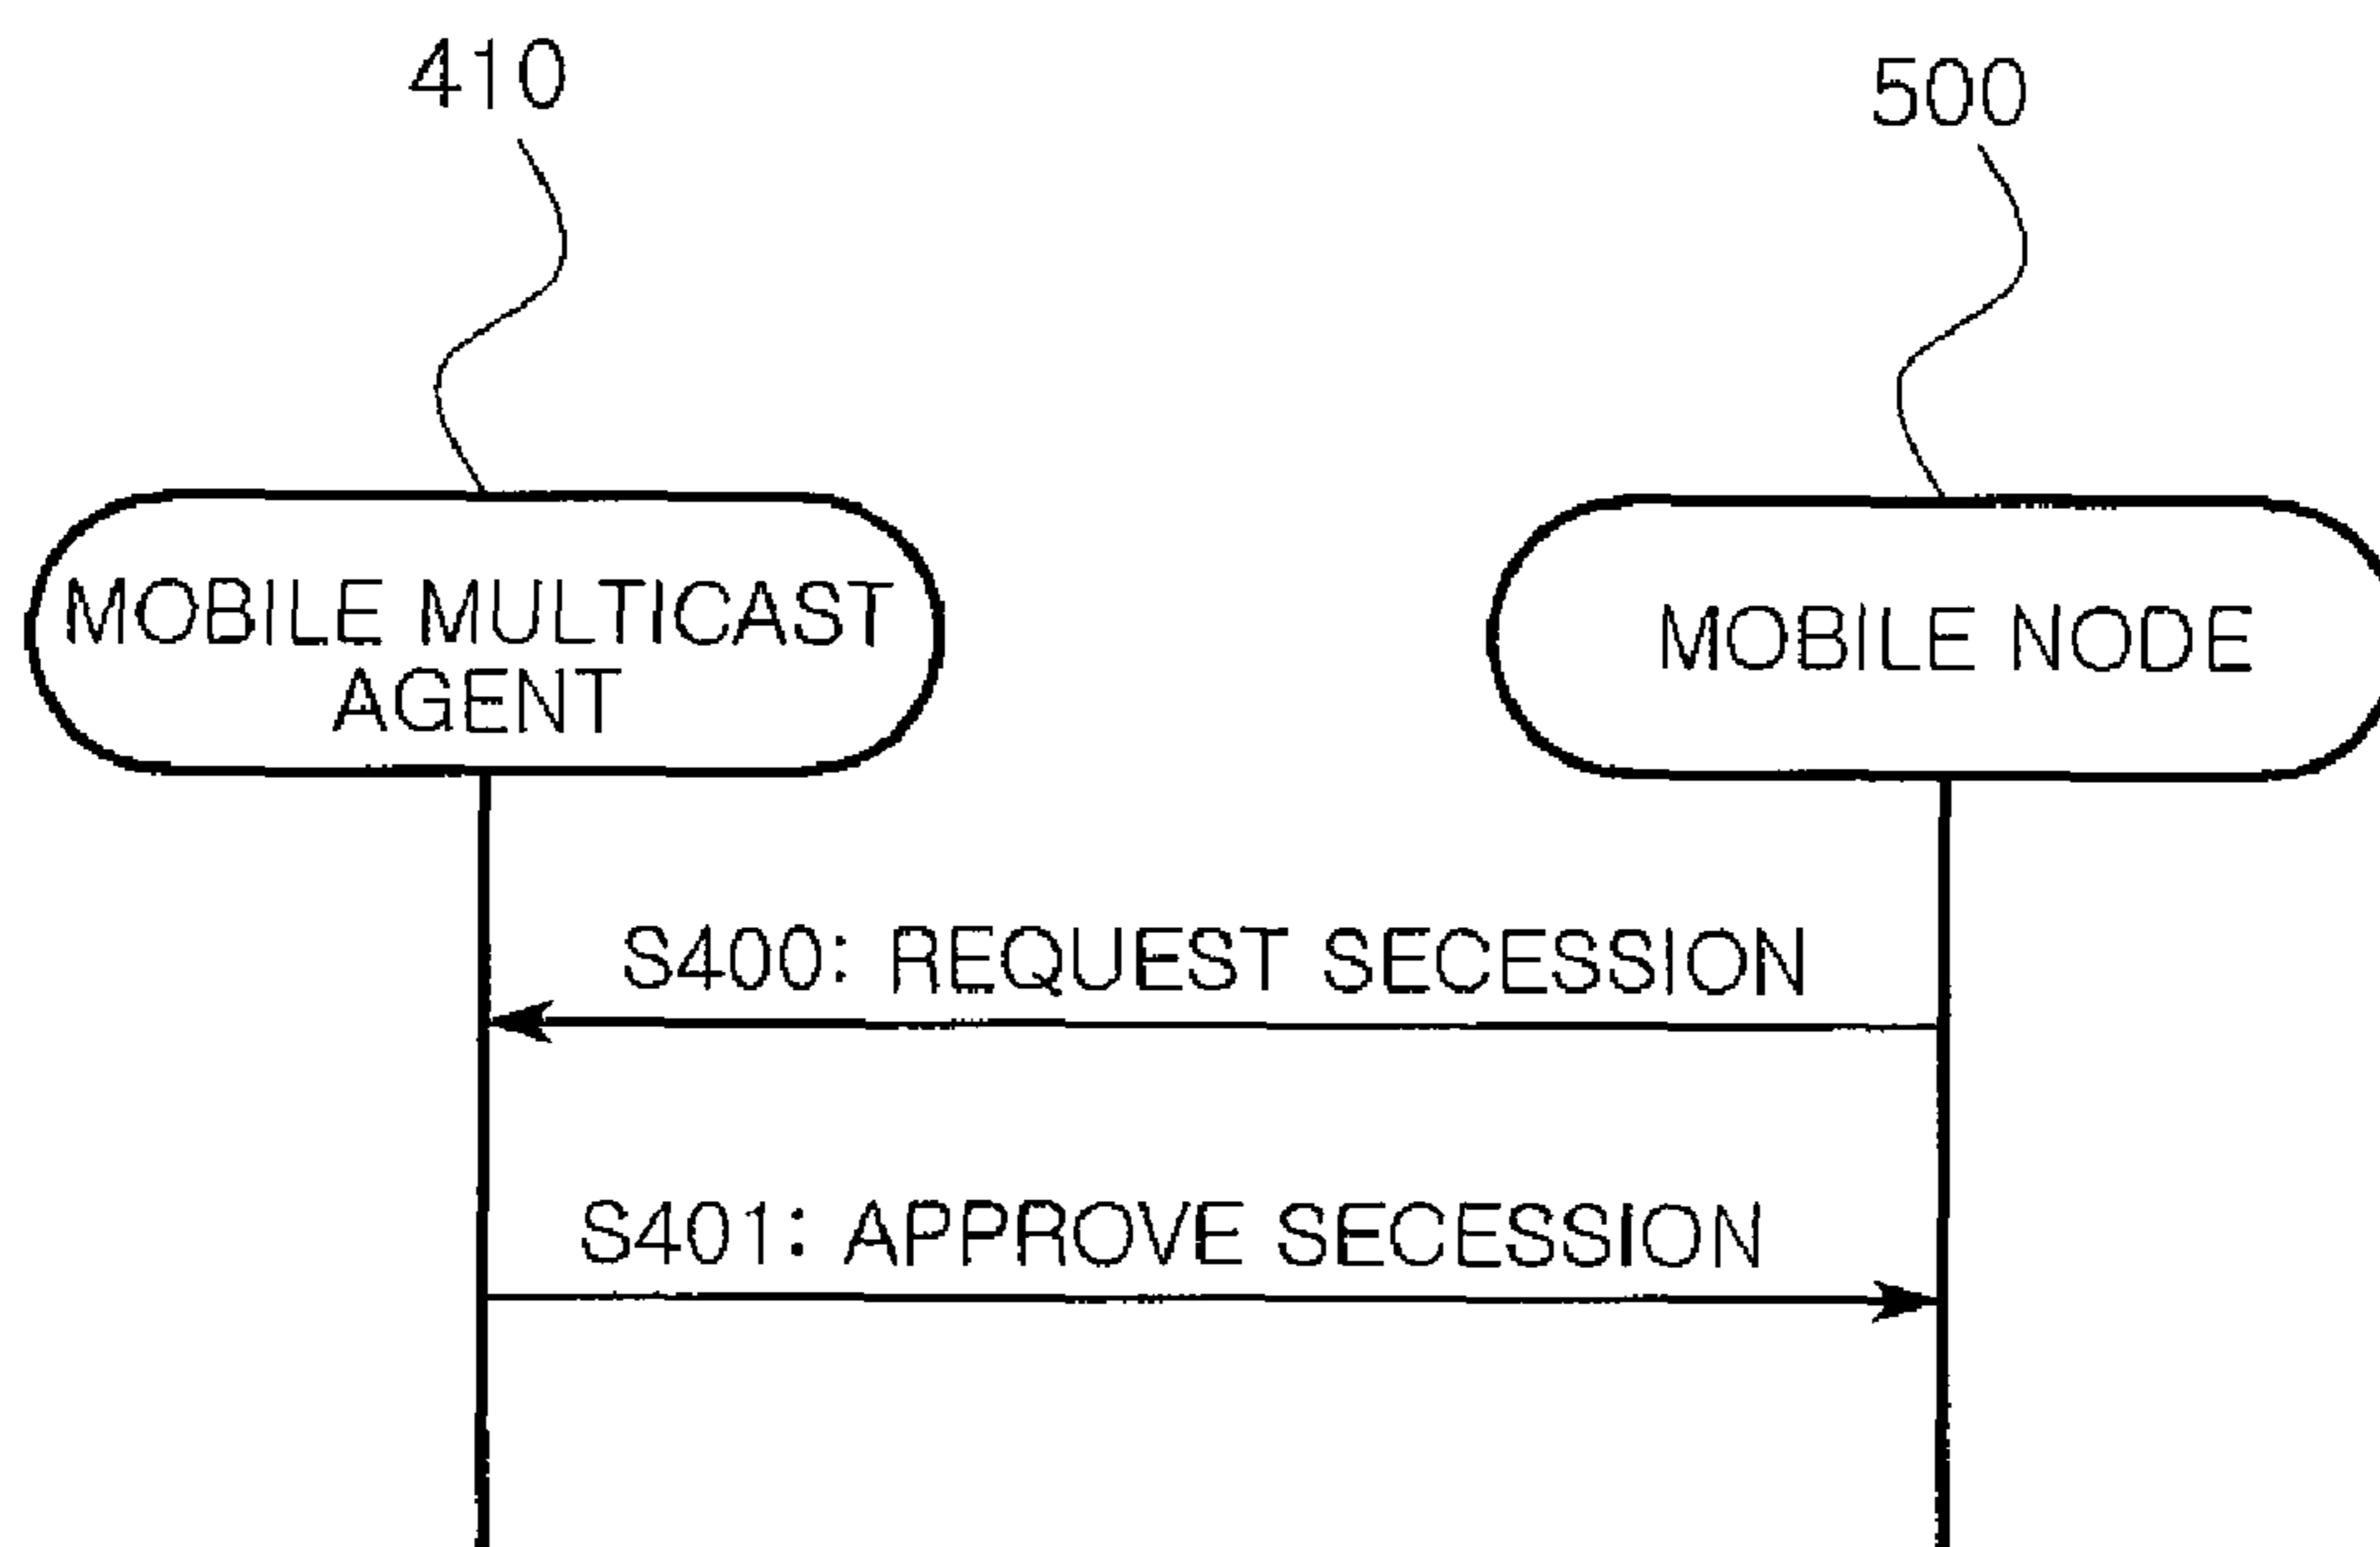 410
500
MOBILE MULTICAST
AGENT
MOBILE NODE
S400: REQUEST SECESSION
S401: APPROVE SECESSION